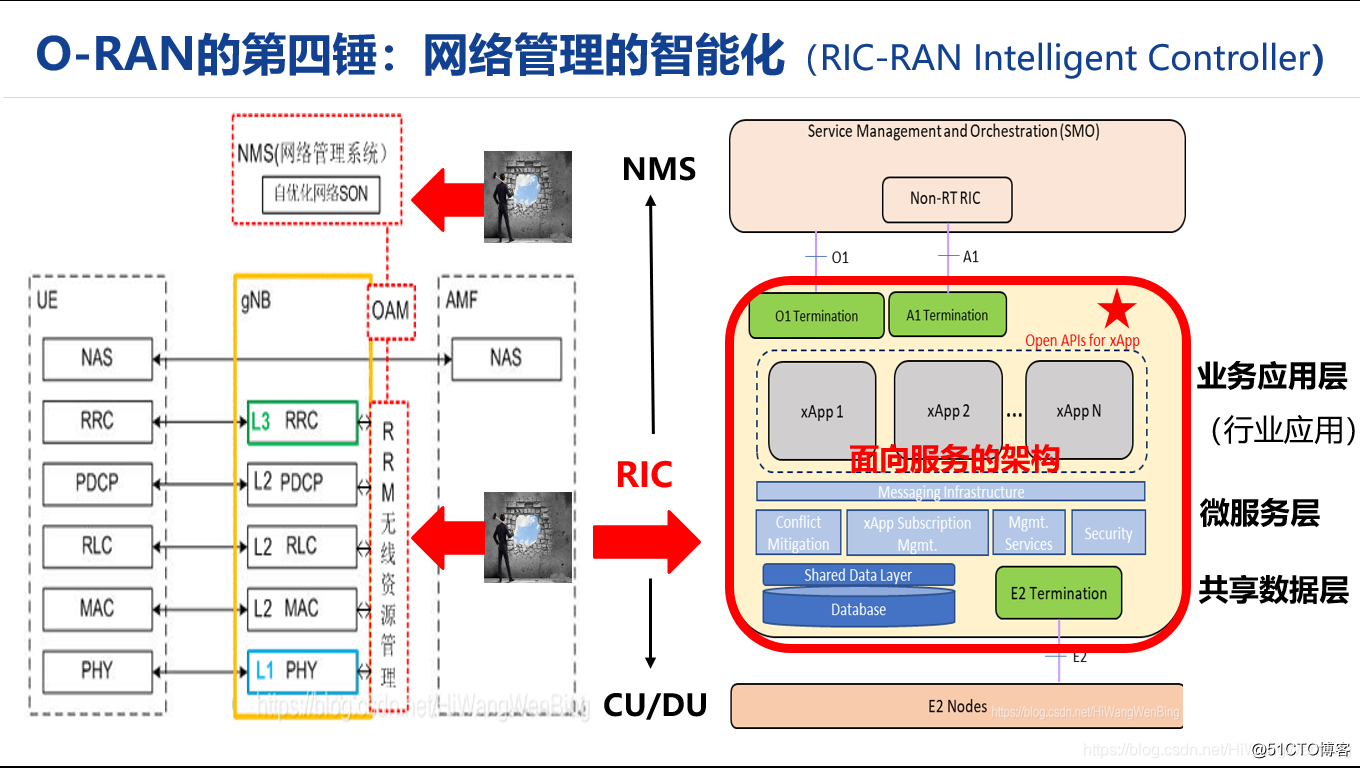 O-RAN的第四锤：网络管理的智能化（RIC-RAN Intelligent Controller）
NMS(网络管理系统）
自优化网络SON
UE
gNB
OAM
AMF
NAS
NAS
RRC
L3 RRC
PDCP
L2 PDCP
RLC
L2 RLC
MAC
L2 MAC
PHY
L1 PHY
RRM无线资源管理
NMS
RIC
CU/DU
Service Management and Orchestration (SMO)
Non-RT RIC
O1
A1
O1 Termination
A1 Termination
Open APIs for xApp
xApp 1
xApp 2
...
xApp N
面向服务的架构
Messaging Infrastructure
Conflict
Mitigation
xApp Subscription
Mgmt.
Mgmt.
Services
Security
Shared Data Layer
Database
E2 Termination
E2
E2 Nodes
业务应用层
（行业应用）
微服务层
共享数据层
https://blog.csdn.net/HiWangWenBing
https://blog.csdn.net/HiWangWenBing
@51CTO博客